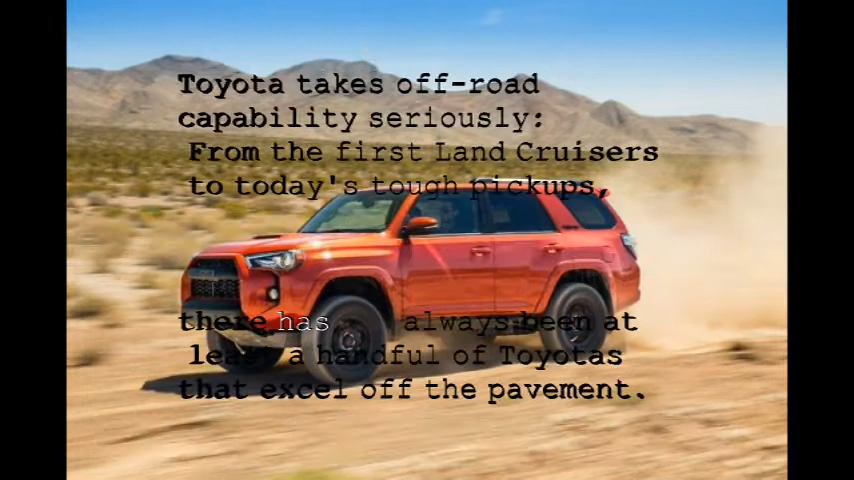 Toyota takes off-road
capability seriously:
From the first Land Cruisers
to today's tough pickups,
there has always been at
least a handful of Toyotas
that excel off the pavement.